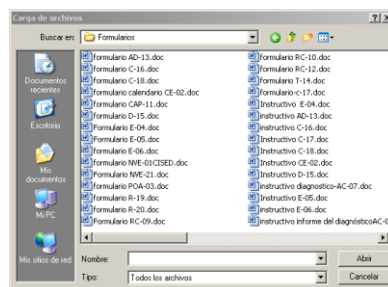 Carga de archivos
Buscar en: Formularios
Documentos recientes
Escritorio
Mis documentos
Mi PC
Mis sitios de red
formulario AD-13.doc
formulario C-16.doc
formulario C-18.doc
formulario calendario CE-02.doc
Formulario CAP-11.doc
formulario D-15.doc
Formulario E-04.doc
Formulario E-05.doc
Formulario E-06.doc
Formulario NVE-01CISED.doc
Formulario NVE-21.doc
Formulario POA-03.doc
Formulario R-19.doc
Formulario R-20.doc
Formulario RC-09.doc
formulario RC-10.doc
formulario RC-12.doc
formulario T-14.doc
formulario-c-17.doc
Instructivo E-04.doc
instructivo AD-13.doc
instructivo C-16.doc
Instructivo C-17.doc
Instructivo C-18.doc
Instructivo CE-02.doc
Instructivo D-15.doc
instructivo diagnostico-AC-07.doc
Instructivo E-05.doc
instructivo E-06.doc
instructivo informe del diagnósticoAC-0
Nombre:
Abrir
Tipo: Todos los archivos
Cancelar